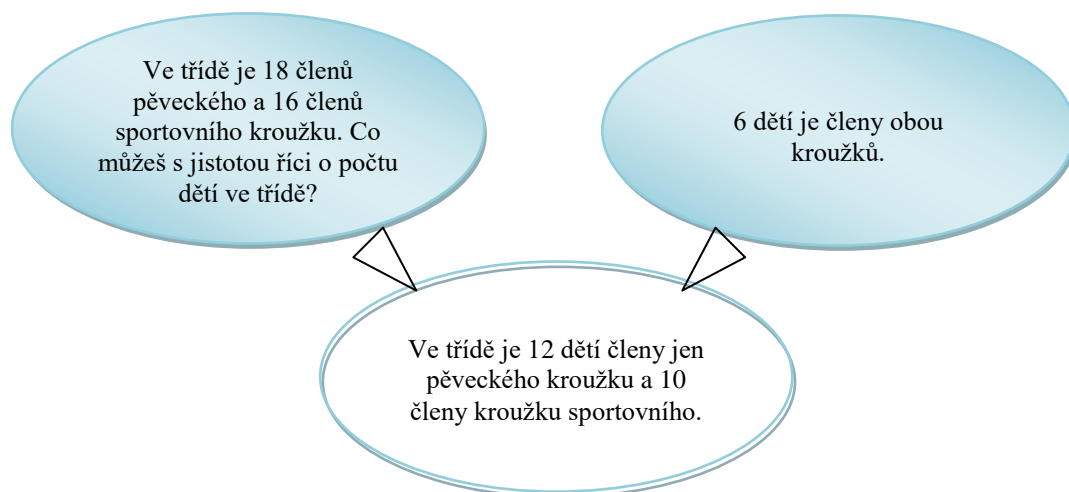 Ve třídě je 18 členů
pěveckého a 16 členů
sportovního kroužku. Co
můžeš s jistotou říci o počtu
dětí ve třídě?
6 dětí je členy obou
kroužků.
Ve třídě je 12 dětí členy jen
pěveckého kroužku a 10
členy kroužku sportovního.